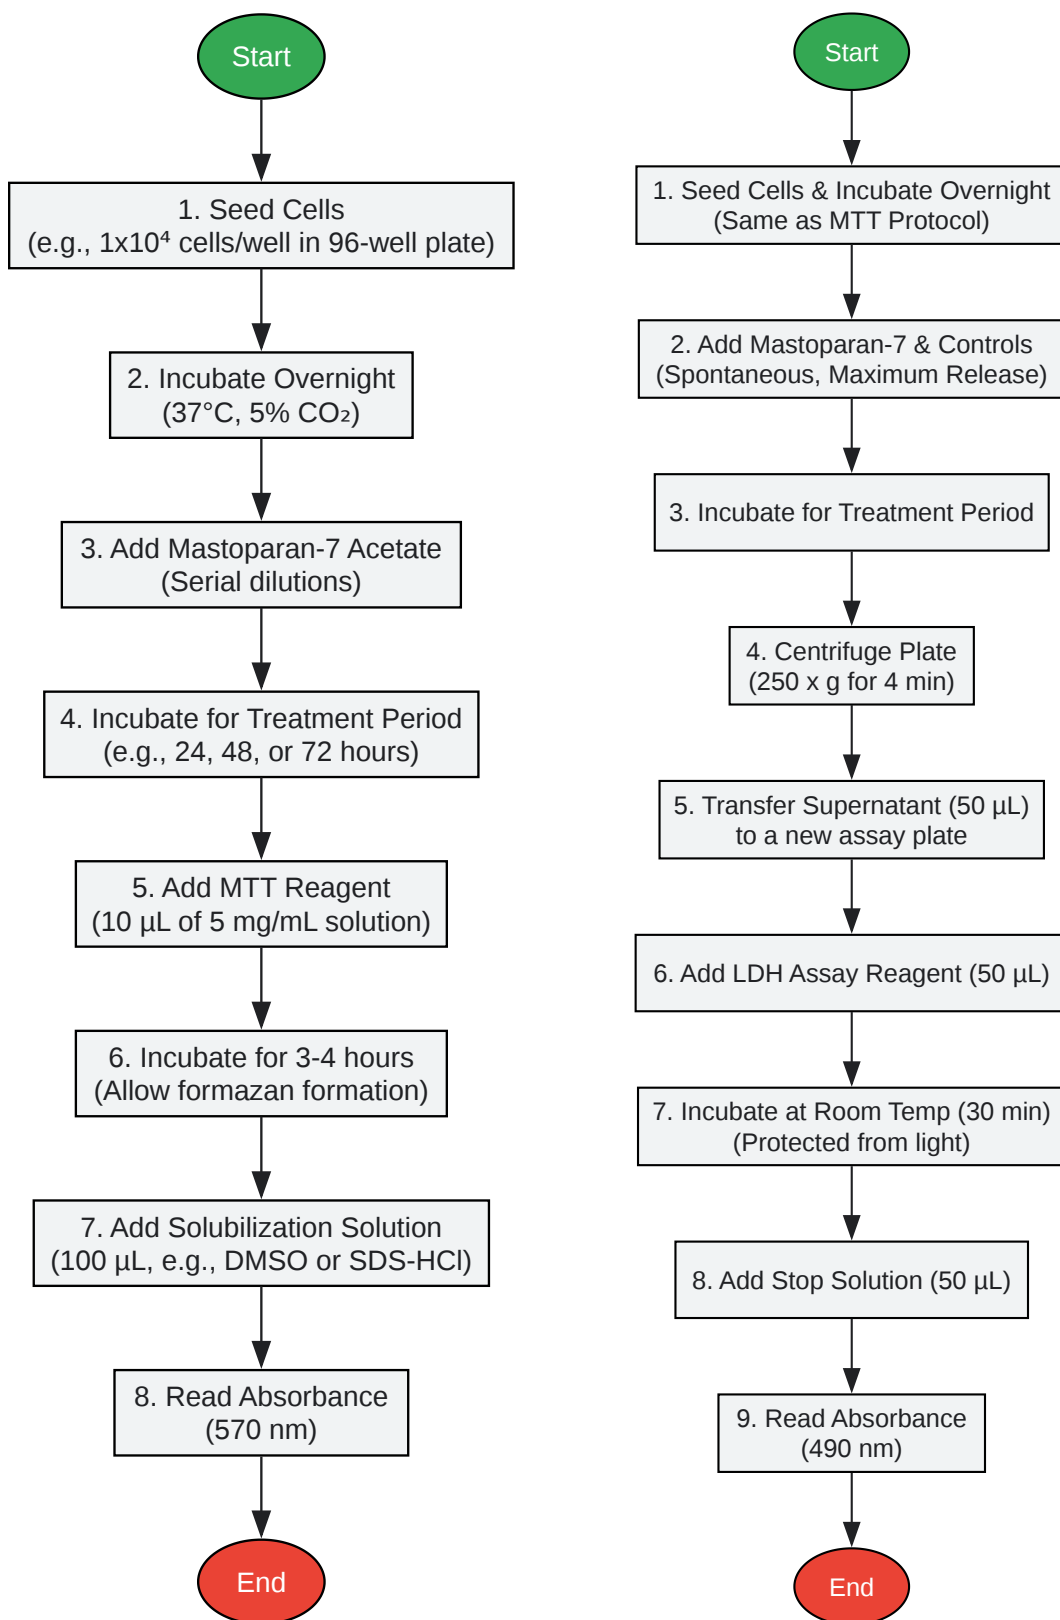 Start
1. Seed Cells
(e.g., 1x10⁴ cells/well in 96-well plate)
2. Incubate Overnight
(37°C, 5% CO₂)
3. Add Mastoparan-7 Acetate
(Serial dilutions)
4. Incubate for Treatment Period
(e.g., 24, 48, or 72 hours)
5. Add MTT Reagent
(10 µL of 5 mg/mL solution)
6. Incubate for 3-4 hours
(Allow formazan formation)
7. Add Solubilization Solution
(100 µL, e.g., DMSO or SDS-HCl)
8. Read Absorbance
(570 nm)
End
Start
1. Seed Cells & Incubate Overnight
(Same as MTT Protocol)
2. Add Mastoparan-7 & Controls
(Spontaneous, Maximum Release)
3. Incubate for Treatment Period
4. Centrifuge Plate
(250 x g for 4 min)
5. Transfer Supernatant (50 µL)
to a new assay plate
6. Add LDH Assay Reagent (50 µL)
7. Incubate at Room Temp (30 min)
(Protected from light)
8. Add Stop Solution (50 µL)
9. Read Absorbance
(490 nm)
End